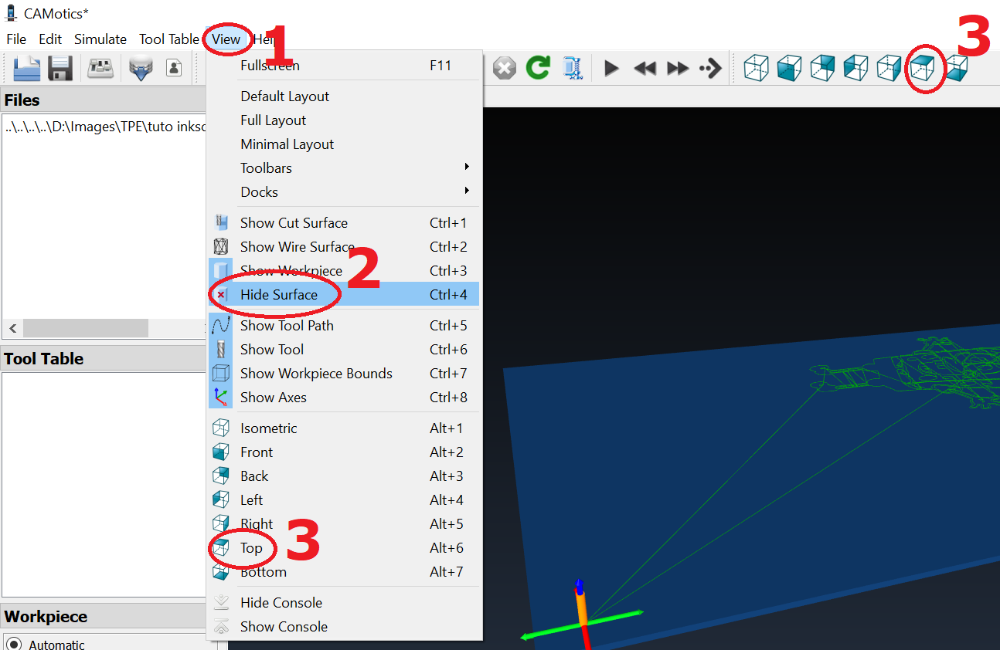 CAMotics*
File Edit Simulate Tool Table View Help
1
3
Fullscreen F11
Files
Default Layout
..\..\..\..\D:\Images\TPE\tuto inksc
Full Layout
Minimal Layout
Toolbars
Docks
Show Cut Surface Ctrl+1
Show Wire Surface Ctrl+2
2
Show Workpiece Ctrl+3
Hide Surface Ctrl+4
Show Tool Path Ctrl+5
Show Tool Ctrl+6
Tool Table
Show Workpiece Bounds Ctrl+7
Show Axes Ctrl+8
Isometric Alt+1
Front Alt+2
Back Alt+3
Left Alt+4
Right Alt+5
3
Top Alt+6
Bottom Alt+7
Hide Console
Workpiece
Show Console
Automatic